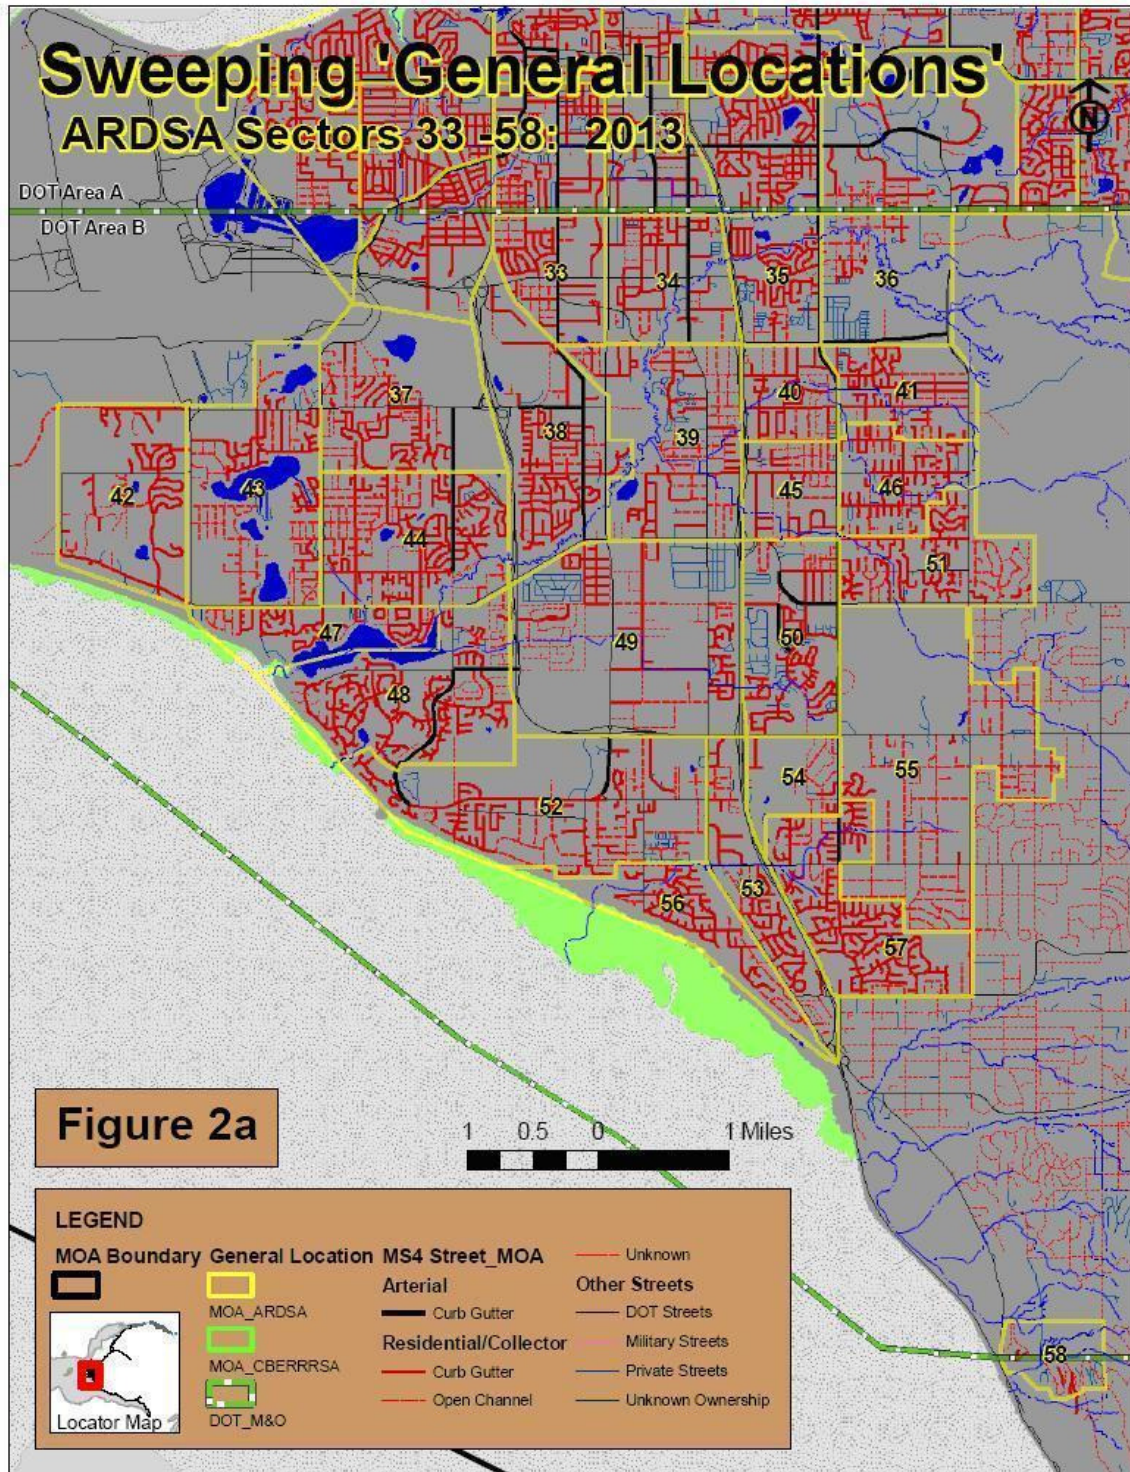 Sweeping 'General Locations'
ARDSA Sectors 33 -58: 2013
N
DOT Area A
DOT Area B
33
34
35
36
37
38
39
40
41
42
43
44
45
46
47
48
49
50
51
52
53
54
55
56
57
58
Figure 2a
1 0.5 0 1 Miles
LEGEND
MOA Boundary
General Location
MOA_ARDSA
MOA_CBERRRSA
DOT_M&O
Locator Map
MS4 Street_MOA
Arterial
Curb Gutter
Residential/Collector
Curb Gutter
Open Channel
Unknown
Other Streets
DOT Streets
Military Streets
Private Streets
Unknown Ownership